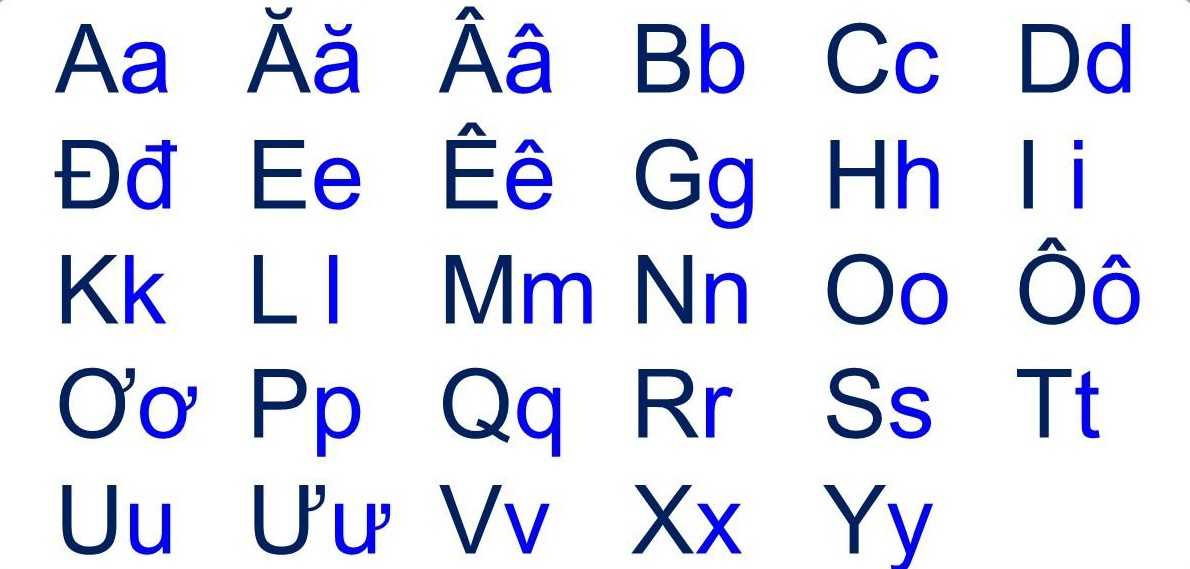 Aa Ăă Ââ Bb Cc Dd
Đđ Ee Êê Gg Hh I i
Kk L l Mm Nn Oo Ôô
Ơơ Pp Qq Rr Ss Tt
Uu Ưư Vv Xx Yy